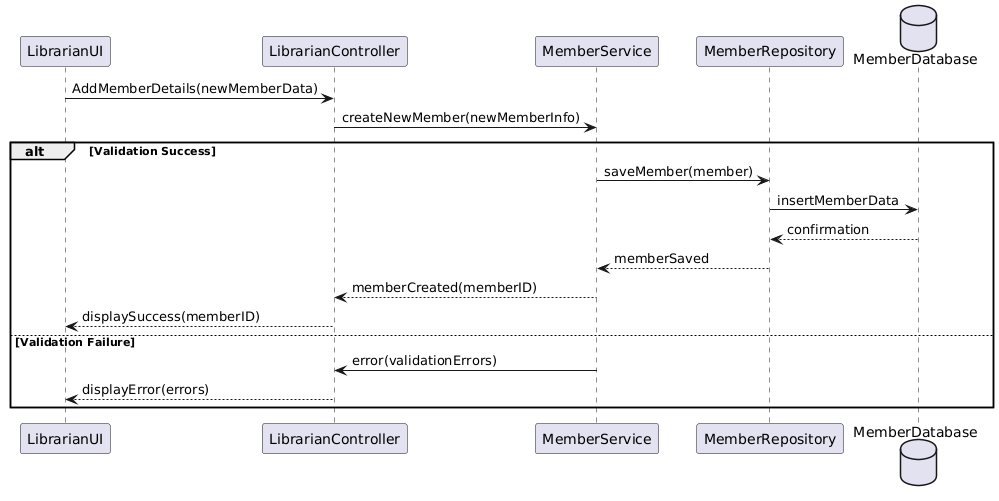 MemberDatabase
LibrarianUI
LibrarianController
MemberService
MemberRepository
AddMemberDetails(newMemberData)
createNewMember(newMemberInfo)
alt
[Validation Success]
saveMember(member)
insertMemberData
confirmation
memberSaved
memberCreated(memberID)
displaySuccess(memberID)
[Validation Failure]
error(validationErrors)
displayError(errors)
LibrarianUI
LibrarianController
MemberService
MemberRepository
MemberDatabase